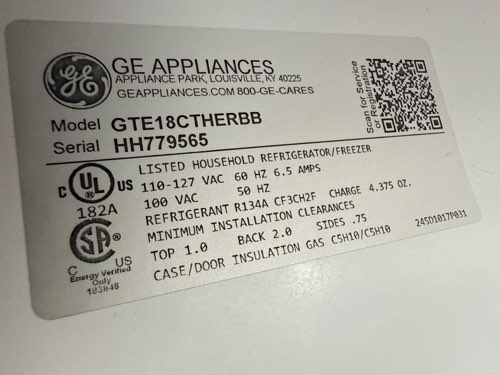 GE APPLIANCES
APPLIANCE PARK, LOUISVILLE, KY 40225
GEAPPLIANCES.COM 800-GE-CARES
Scan for Service
or Registration
Model GTE18CTHERBB
Serial HH779565
LISTED HOUSEHOLD REFRIGERATOR/FREEZER
110-127 VAC 60 HZ 6.5 AMPS
100 VAC 50 HZ
REFRIGERANT R134A CF3CH2F CHARGE 4.375 OZ.
MINIMUM INSTALLATION CLEARANCES
TOP 1.0 BACK 2.0 SIDES .75
CASE/DOOR INSULATION GAS C5H10/C5H10
245D1017P031
GE
C UL US
182A
SA
C US
Energy Verified
Only
183848